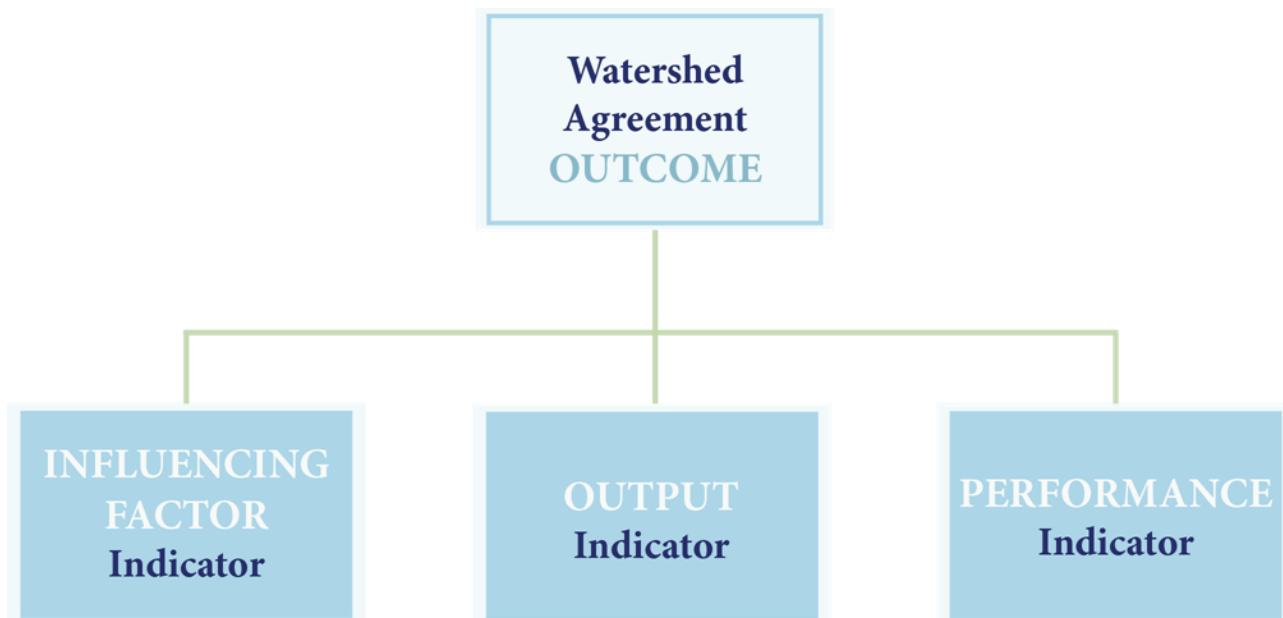 Watershed
Agreement
OUTCOME
INFLUENCING
FACTOR
Indicator
OUTPUT
Indicator
PERFORMANCE
Indicator